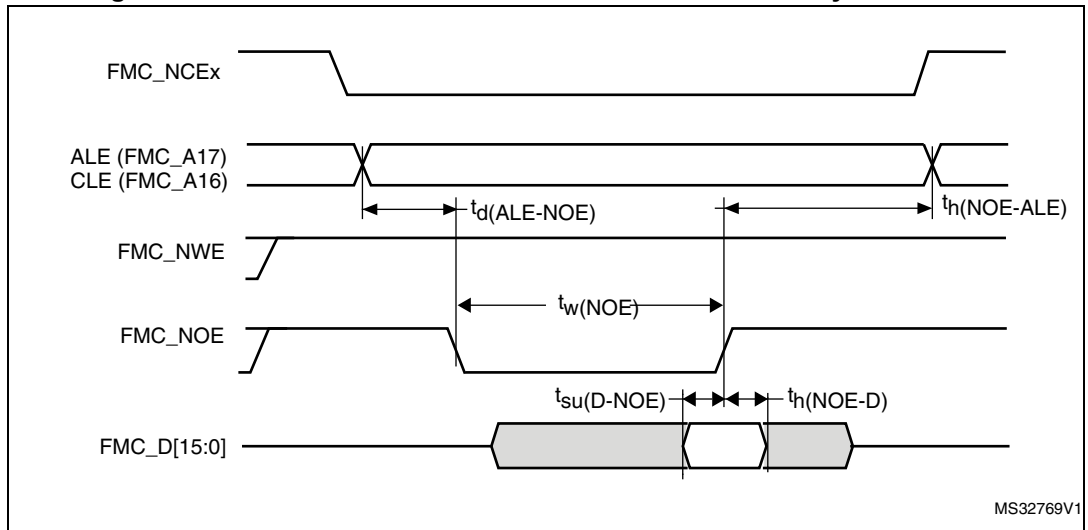 FMC_NCEx
ALE (FMC_A17)
CLE (FMC_A16)
td(ALE-NOE)
th(NOE-ALE)
FMC_NWE
tw(NOE)
FMC_NOE
tsu(D-NOE)
th(NOE-D)
FMC_D[15:0]
MS32769V1